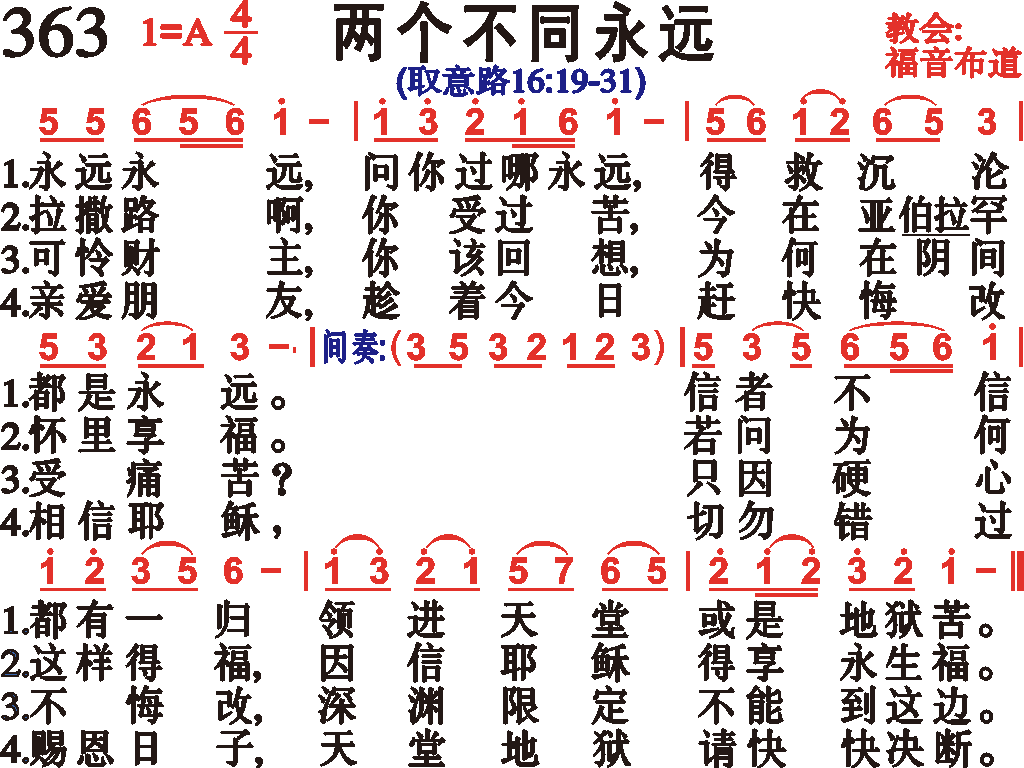 363 1=A 4/4 两个不同永远 教会:
(取意路16:19-31) 福音布道
5 5 6 5 6 1 - | 1 3 2 1 6 1 - | 5 6 1 2 6 5 3 |
1.永远永 远, 问你过哪永远, 得 救 沉 沦
2.拉撒路 啊, 你 受过 苦, 今 在 亚伯拉罕
3.可怜财 主, 你 该回 想, 为 何 在阴间
4.亲爱朋 友, 趁 着今 日 赶 快 悔 改
5 3 2 1 3 - · | 间奏:(3 5 3 2 1 2 3) | 5 3 5 6 5 6 1 |
1.都是永 远。 信者 不 信
2.怀里享 福。 若问 为 何
3.受 痛 苦? 只因 硬 心
4.相信耶 稣, 切勿 错 过
1 2 3 5 6 - | 1 3 2 1 5 7 6 5 | 2 1 2 3 2 1 - ‖
1.都有一 归 领 进 天 堂 或是 地狱苦。
2.这样得 福, 因 信 耶 稣 得享 永生福。
3.不 悔 改, 深 渊 限 定 不能 到这边。
4.赐恩日 子, 天 堂 地 狱 请快 快决断。